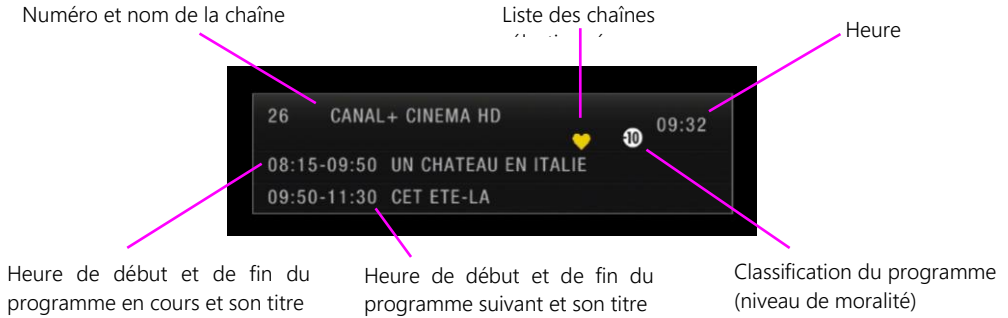 Numéro et nom de la chaîne
Liste des chaînes
Heure
26 CANAL+ CINEMA HD
09:32
-10
08:15-09:50 UN CHATEAU EN ITALIE
09:50-11:30 CET ETE-LA
Heure de début et de fin du
programme en cours et son titre
Heure de début et de fin du
programme suivant et son titre
Classification du programme
(niveau de moralité)